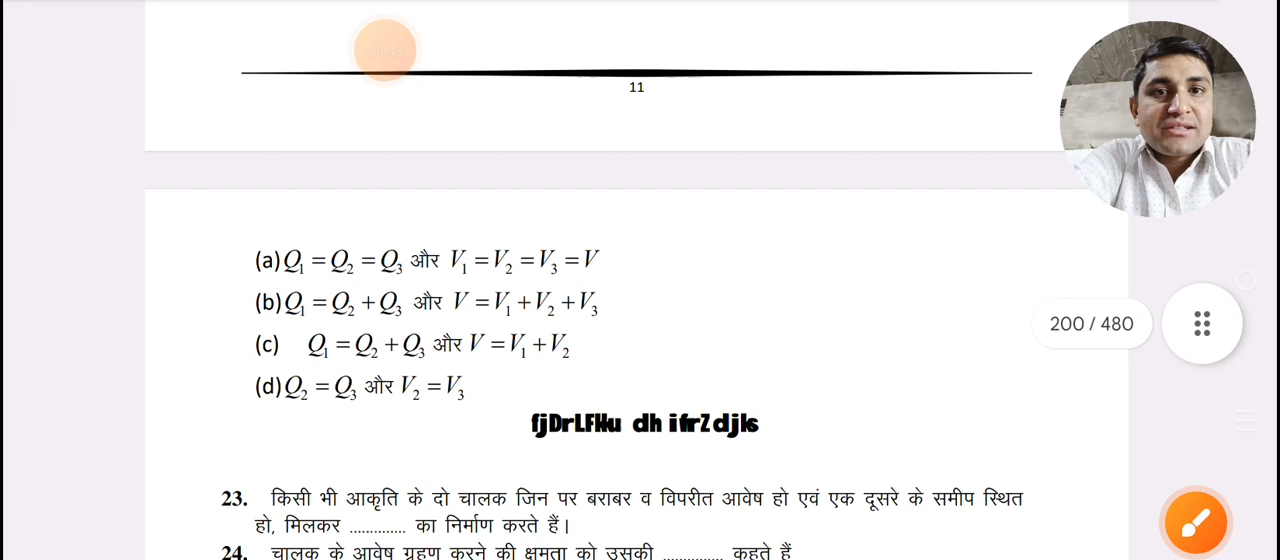 11
(a) Q₁ = Q₂ = Q₃ और V₁ = V₂ = V₃ = V
(b) Q₁ = Q₂ + Q₃ और V = V₁ + V₂ + V₃
(c) Q₁ = Q₂ + Q₃ और V = V₁ + V₂
(d) Q₂ = Q₃ और V₂ = V₃
200 / 480
fjDrLFkku dh ifrZ djks
23. किसी भी आकृति के दो चालक जिन पर बराबर व विपरीत आवेष हो एवं एक दूसरे के समीप स्थित
हो, मिलकर .............. का निर्माण करते हैं।
24. चालक के आवेष ग्रहण करने की क्षमता को उसकी .............. कहते हैं